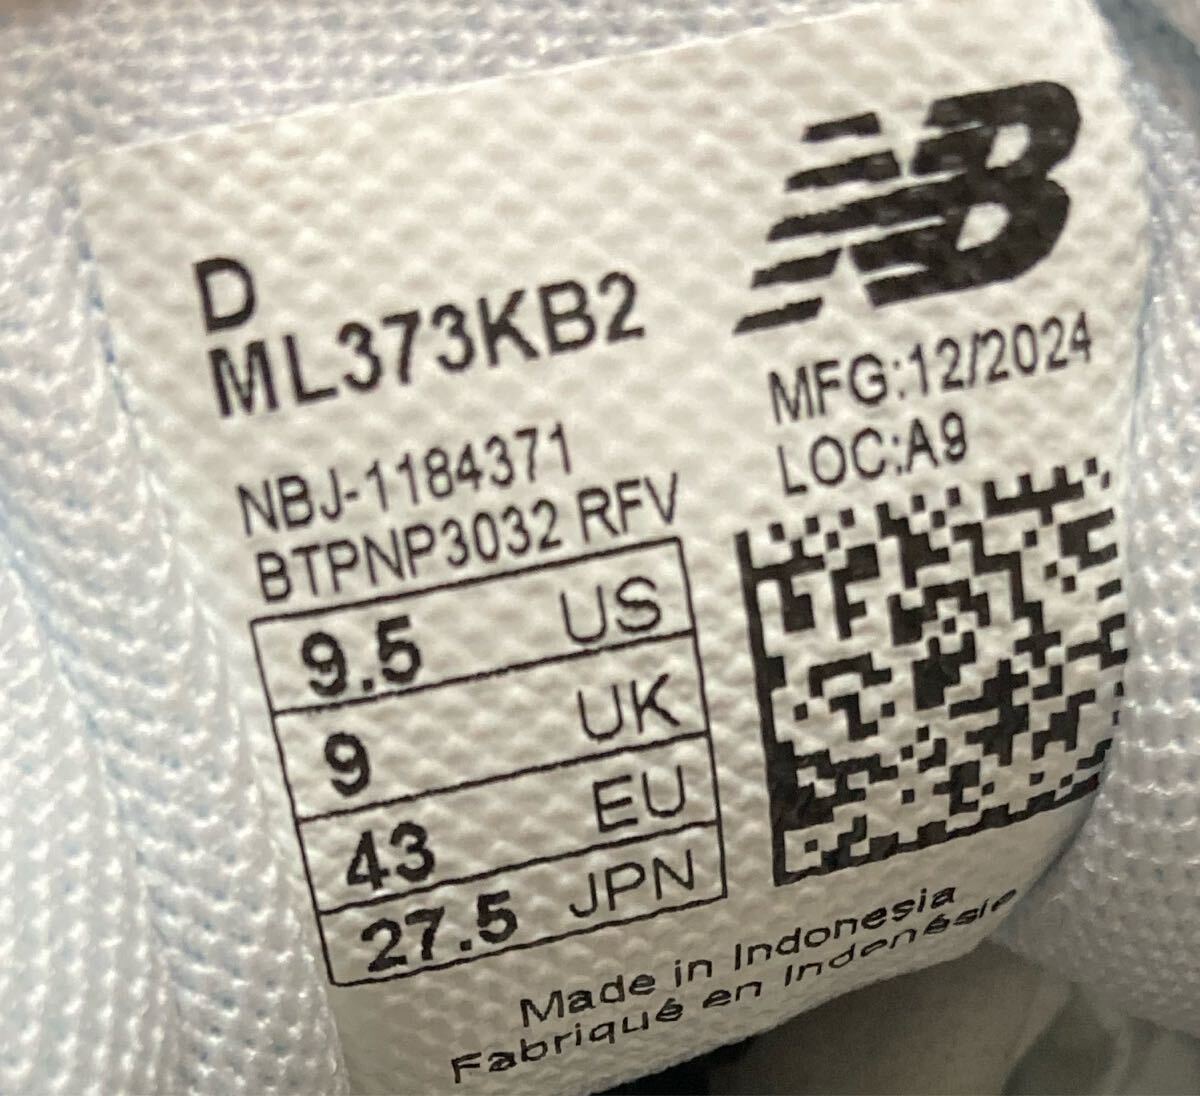 NB
D
ML373KB2
MFG:12/2024
LOC:A9
NBJ-1184371
BTPNP3032 RFV
9.5 US
9 UK
43 EU
27.5 JPN
Made in Indonesia
Fabriqué en Indonésie